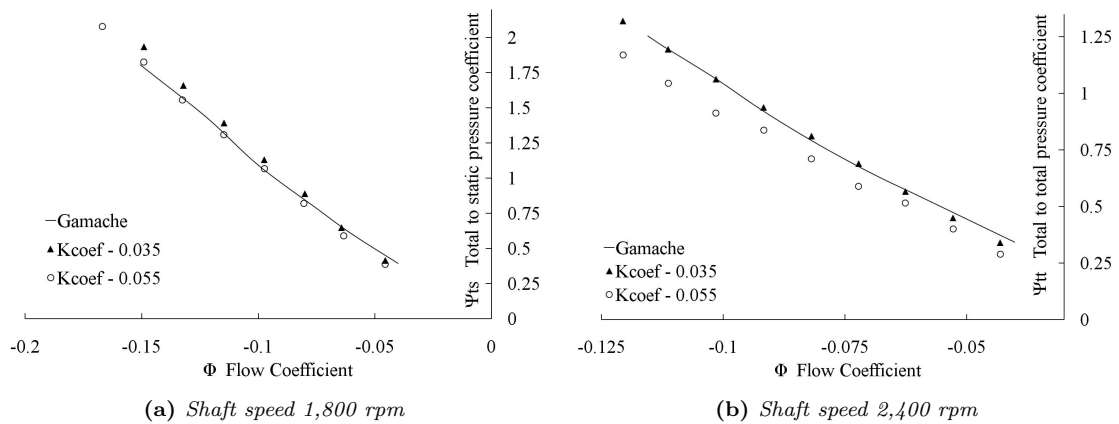 2
1.75
1.5
1.25
1
0.75
0.5
0.25
0
Ψts Total to static pressure coefficient
–Gamache
▲ Kcoef - 0.035
○ Kcoef - 0.055
-0.2 -0.15 -0.1 -0.05 0
Φ Flow Coefficient
(a) Shaft speed 1,800 rpm
1.25
1
0.75
0.5
0.25
0
Ψtt Total to total pressure coefficient
–Gamache
▲ Kcoef - 0.035
○ Kcoef - 0.055
-0.125 -0.1 -0.075 -0.05
Φ Flow Coefficient
(b) Shaft speed 2,400 rpm